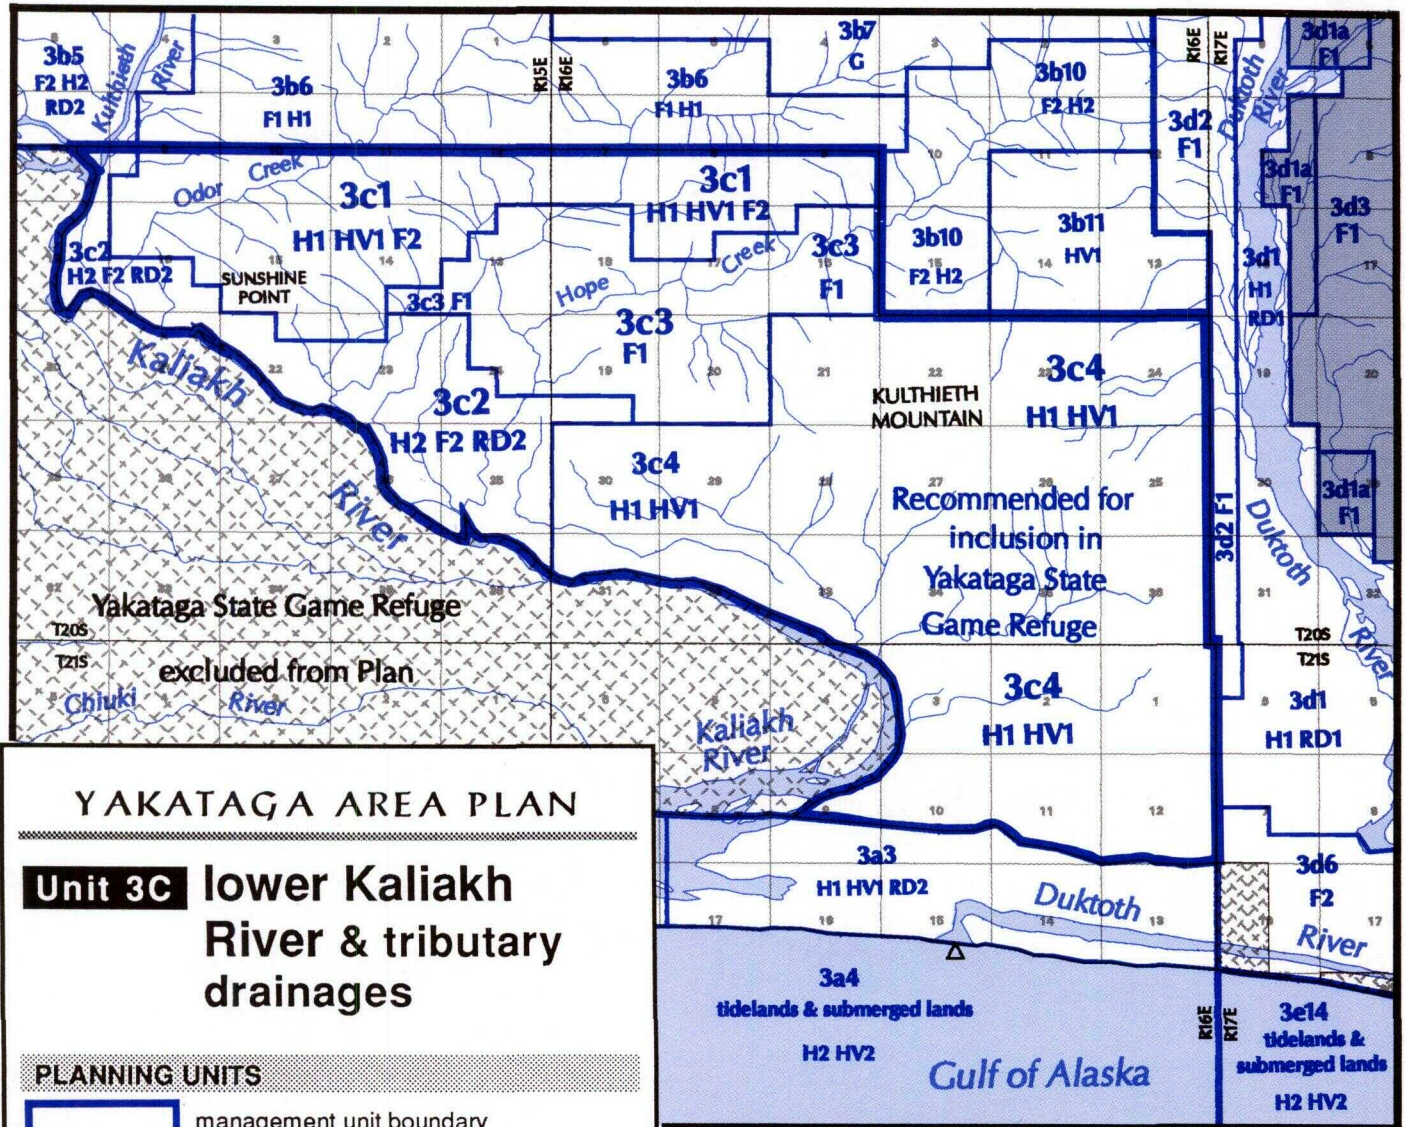 3b5
F2 H2
RD2
Kulthieth
River
3b6
F1 H1
R15E
R16E
3b6
F1 H1
3b7
G
3b10
F2 H2
R16E
R17E
3d2
F1
Duktoth
River
3d1a
F1
Odor Creek
3c1
H1 HV1 F2
3c1
H1 HV1 F2
3c2
H2 F2 RD2
SUNSHINE
POINT
3c3 F1
Hope Creek
3c3
F1
3c3
F1
3b10
F2 H2
3b11
HV1
3d1
H1
RD1
3d1a
F1
3d3
F1
Kaliakh
River
3c2
H2 F2 RD2
KULTHIETH
MOUNTAIN
3c4
H1 HV1
3c4
H1 HV1
Recommended for
inclusion in
Yakataga State
Game Refuge
3d2 F1
Duktoth
River
3d1a
F1
Yakataga State Game Refuge
T20S
T21S
excluded from Plan
Chiuki River
T20S
T21S
Kaliakh
River
3c4
H1 HV1
3d1
H1 RD1
YAKATAGA AREA PLAN
Unit 3C lower Kaliakh
River & tributary
drainages
PLANNING UNITS
management unit boundary
3a3
H1 HV1 RD2
Duktoth
River
3d6
F2
3a4
tidelands & submerged lands
H2 HV2
Gulf of Alaska
R16E
R17E
3e14
tidelands &
submerged lands
H2 HV2